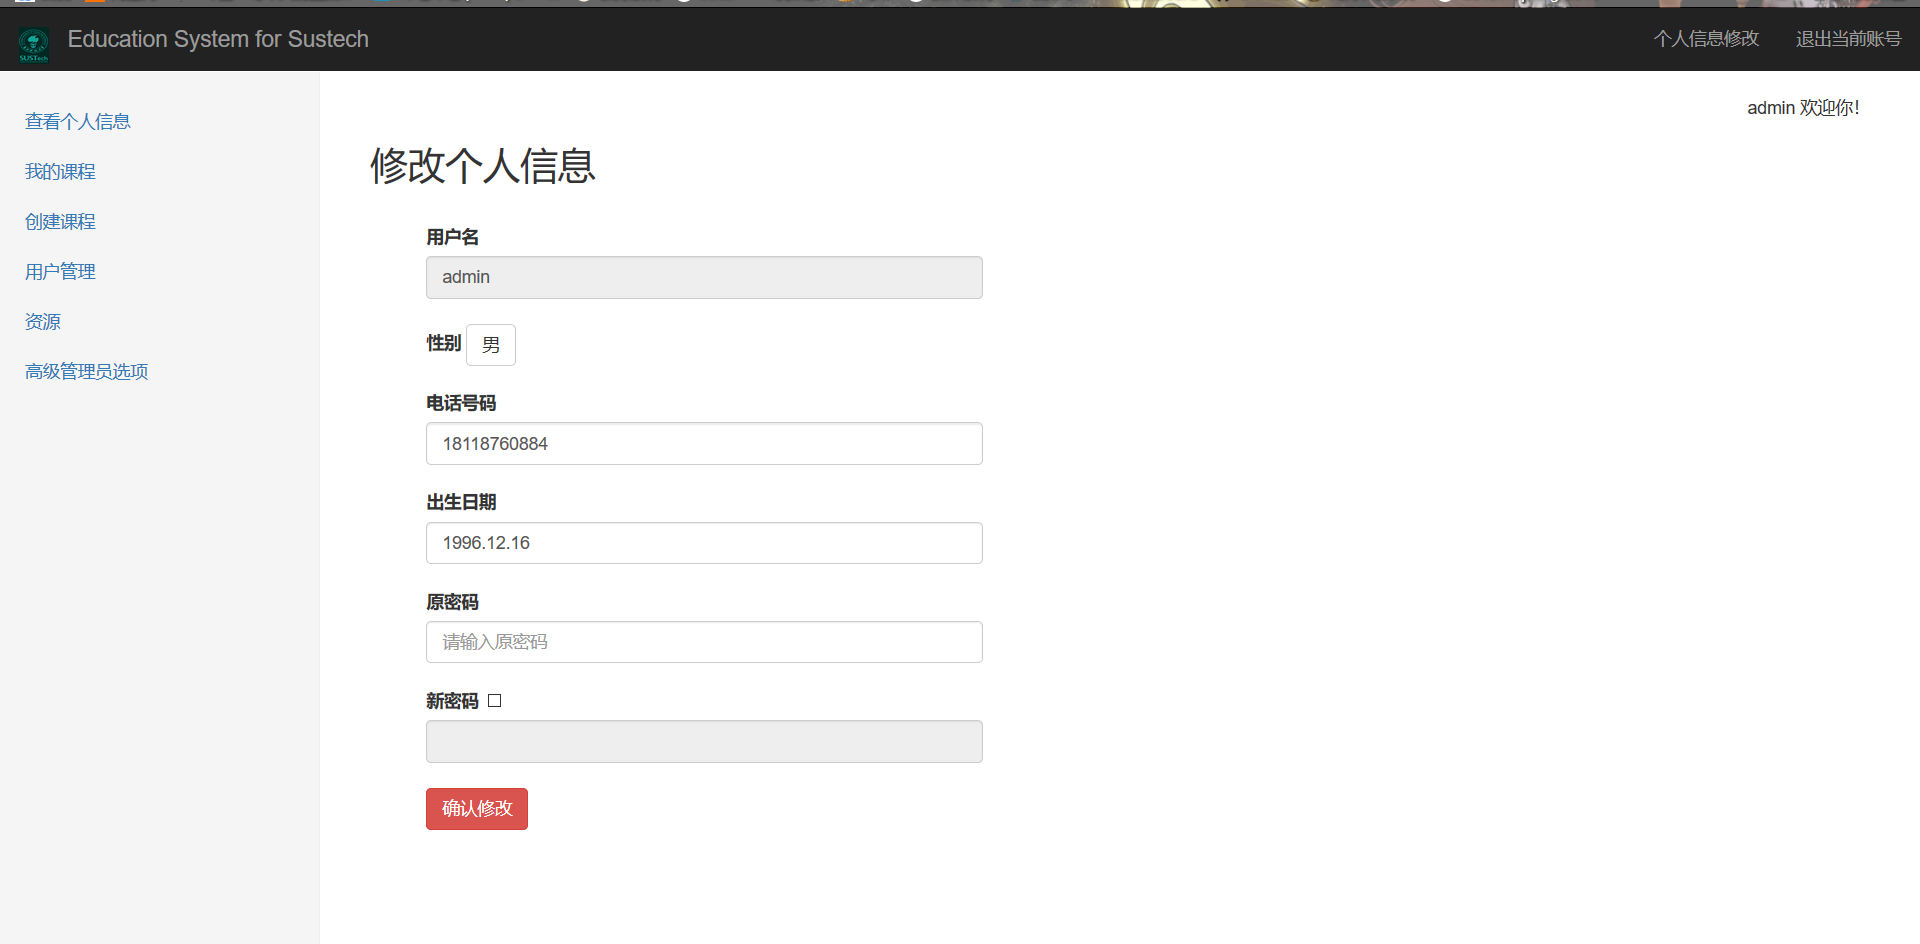 Education System for Sustech
个人信息修改
退出当前账号
SUSTech
查看个人信息
我的课程
创建课程
用户管理
资源
高级管理员选项
admin 欢迎你!
修改个人信息
用户名
admin
性别 男
电话号码
18118760884
出生日期
1996.12.16
原密码
请输入原密码
新密码
确认修改